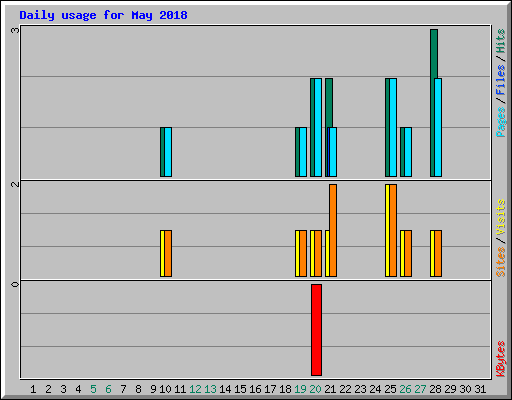 Daily usage for May 2018
3
2
0
Pages / Files / Hits
Sites / Visits
KBytes
1 2 3 4 5 6 7 8 9 10 11 12 13 14 15 16 17 18 19 20 21 22 23 24 25 26 27 28 29 30 31